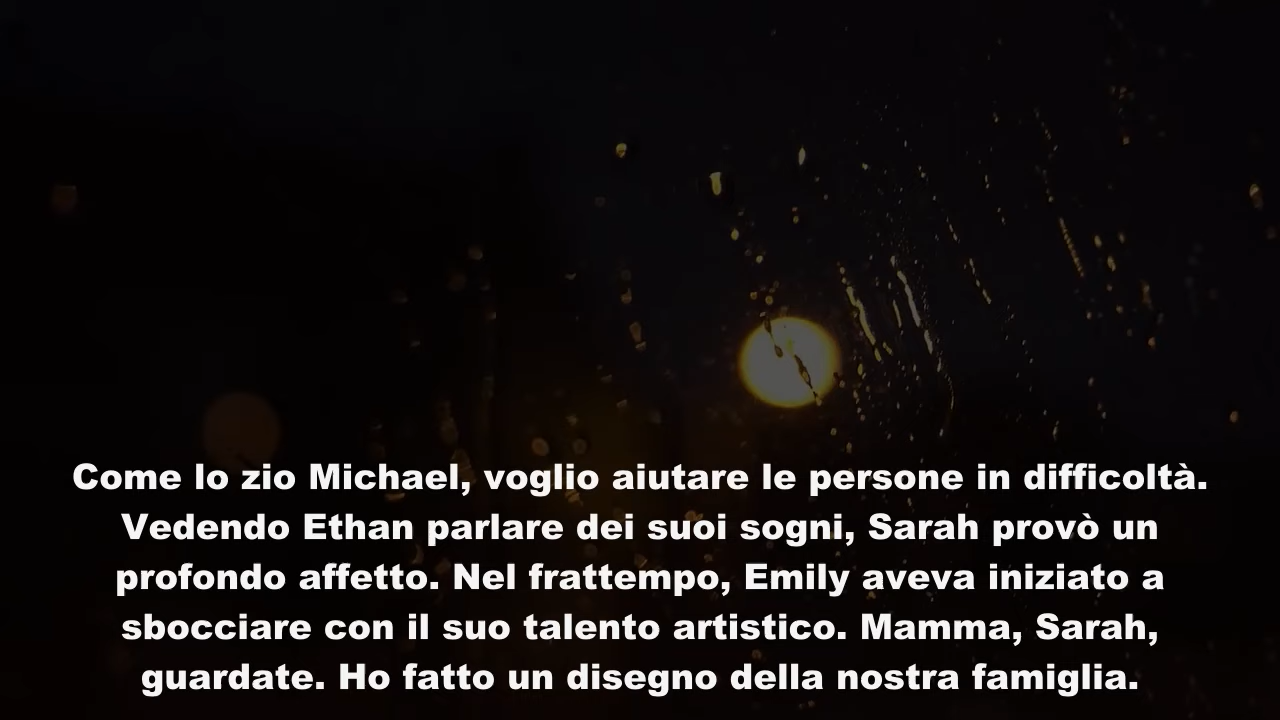 Come lo zio Michael, voglio aiutare le persone in difficoltà.
Vedendo Ethan parlare dei suoi sogni, Sarah provò un
profondo affetto. Nel frattempo, Emily aveva iniziato a
sbocciare con il suo talento artistico. Mamma, Sarah,
guardate. Ho fatto un disegno della nostra famiglia.